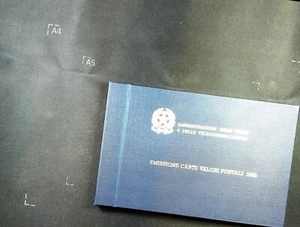 A4
A5
AMMINISTRAZIONE DELLE POSTE
E DELLE TELECOMUNICAZIONI
EMISSIONE CARTE VALORI POSTALI